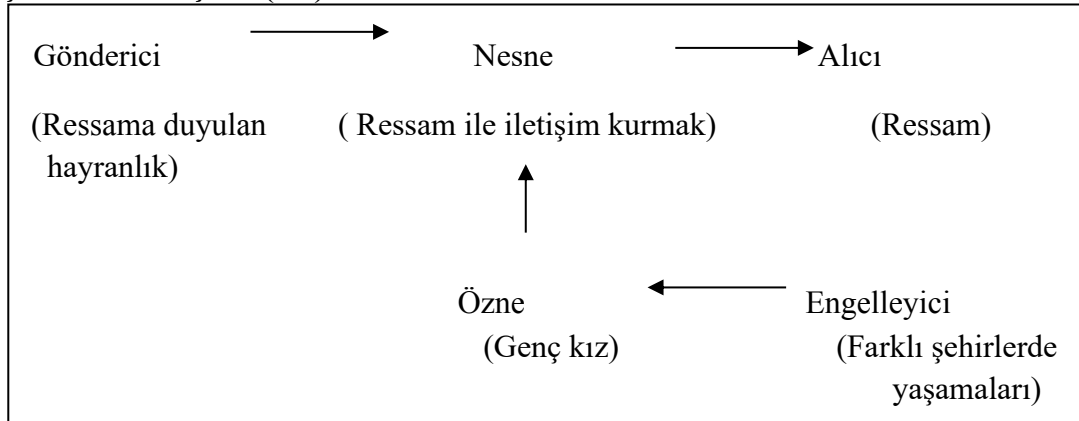 Gönderici Nesne Alıcı
(Ressama duyulan ( Ressam ile iletişim kurmak) (Ressam)
hayranlık)
Özne Engelleyici
(Genç kız) (Farklı şehirlerde
yaşamaları)